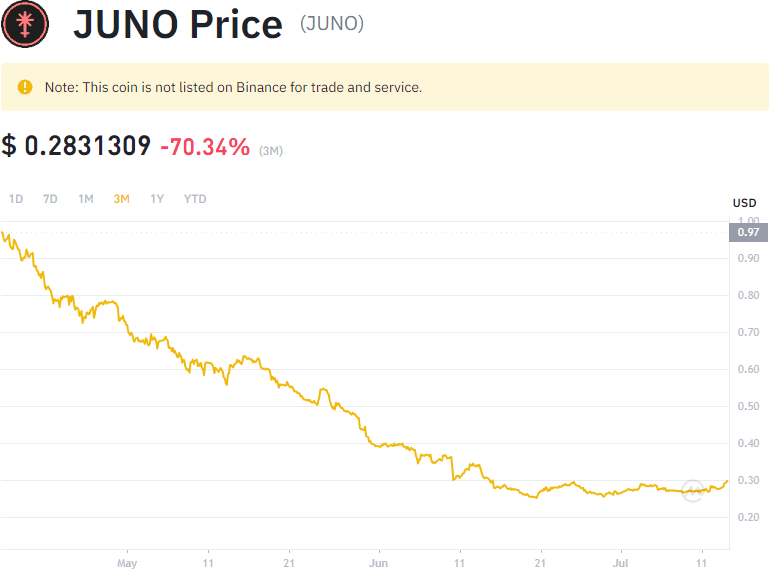 JUNO Price (JUNO)
Note: This coin is not listed on Binance for trade and service.
$ 0.2831309 -70.34% (3M)
1D 7D 1M 3M 1Y YTD
USD
1.00
0.97
0.90
0.80
0.70
0.60
0.50
0.40
0.30
0.20
May 11 21 Jun 11 21 Jul 11